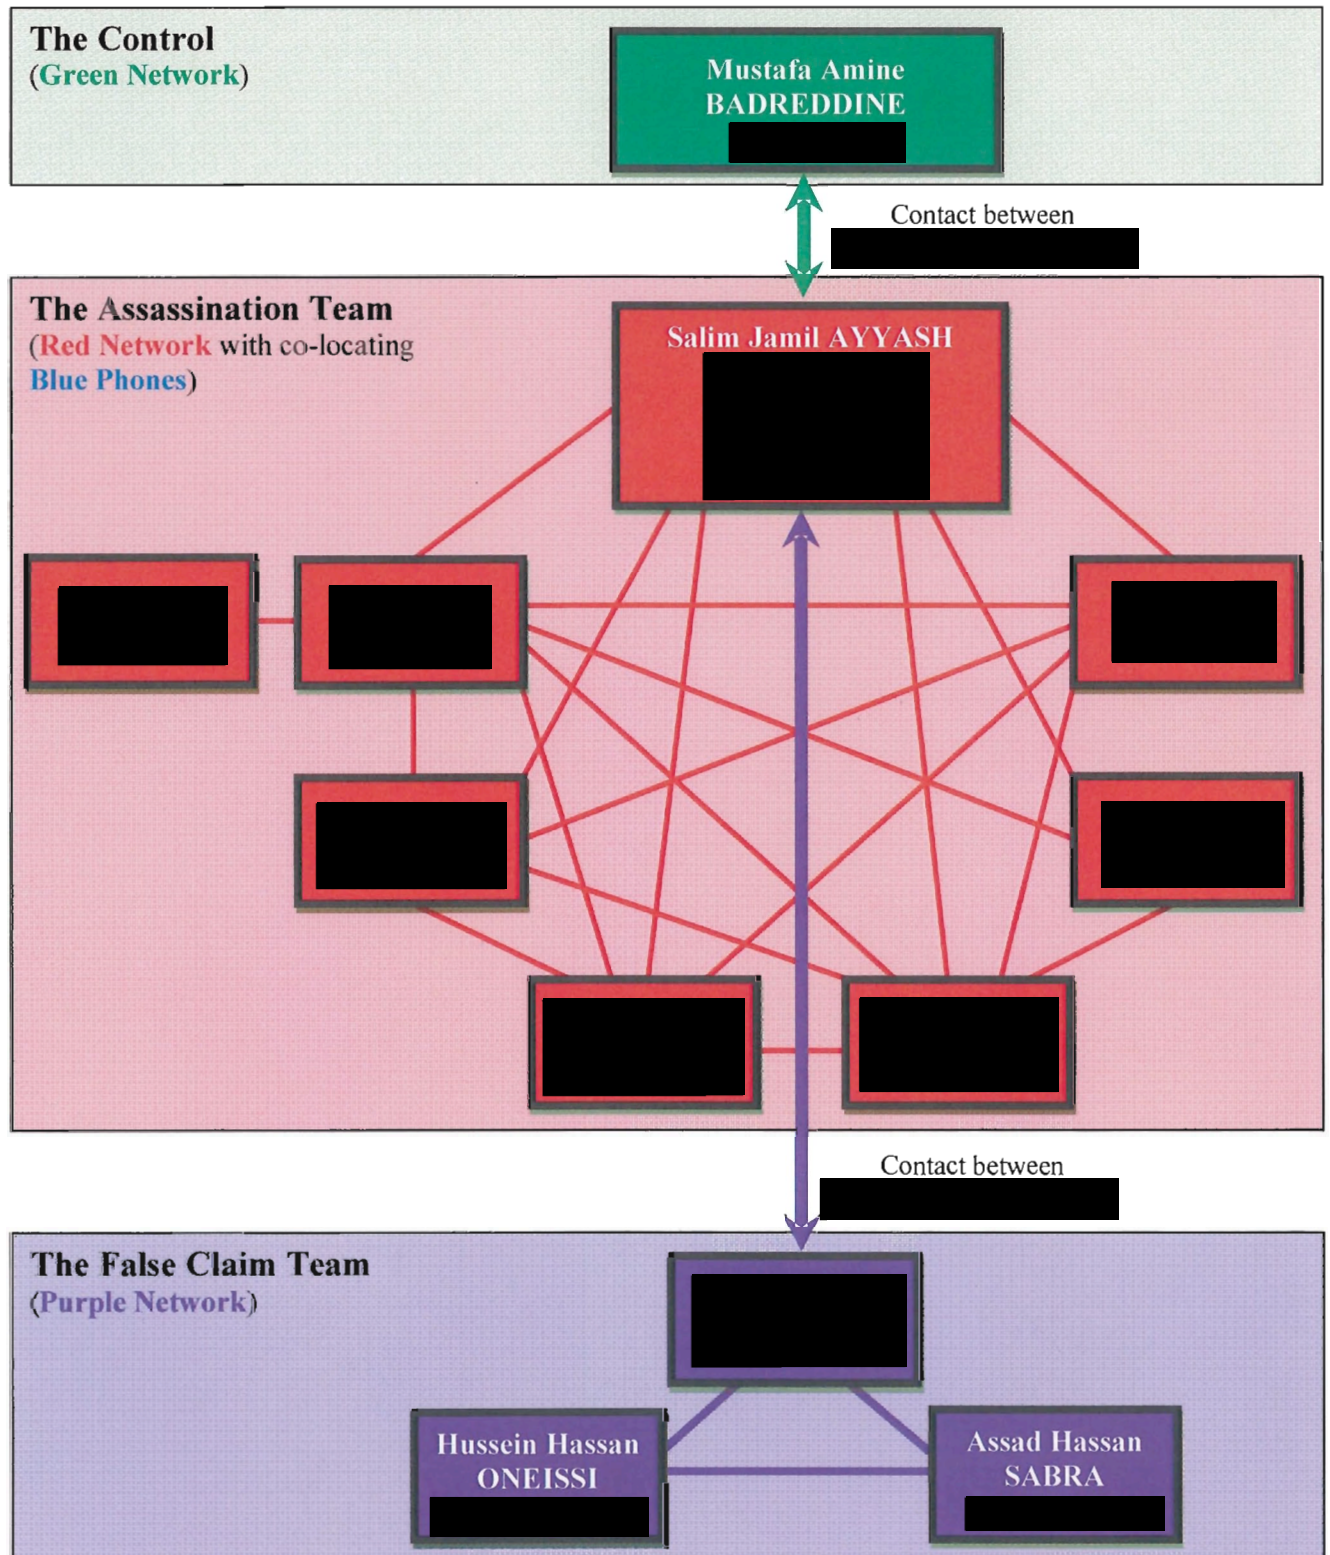 The Control
(Green Network)
Mustafa Amine
BADREDDINE
Contact between
The Assassination Team
(Red Network with co-locating
Blue Phones)
Salim Jamil AYYASH
Contact between
The False Claim Team
(Purple Network)
Hussein Hassan
ONEISSI
Assad Hassan
SABRA